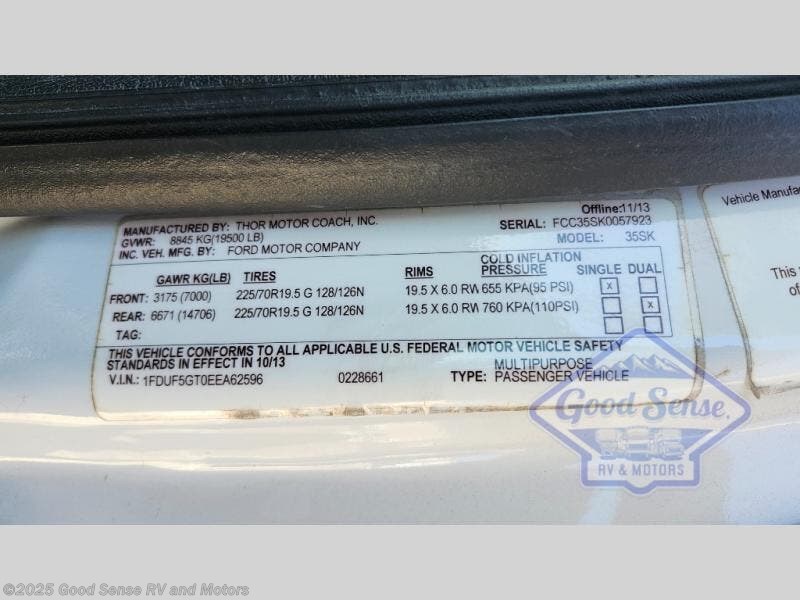 Offline:11/13
MANUFACTURED BY: THOR MOTOR COACH, INC. SERIAL: FCC35SK0057923
GVWR: 8845 KG(19500 LB) MODEL: 35SK
INC. VEH. MFG. BY: FORD MOTOR COMPANY
GAWR KG(LB) TIRES RIMS COLD INFLATION PRESSURE SINGLE DUAL
FRONT: 3175 (7000) 225/70R19.5 G 128/126N 19.5 X 6.0 RW 655 KPA(95 PSI) X
REAR: 6671 (14706) 225/70R19.5 G 128/126N 19.5 X 6.0 RW 760 KPA(110PSI) X
TAG:
THIS VEHICLE CONFORMS TO ALL APPLICABLE U.S. FEDERAL MOTOR VEHICLE SAFETY
STANDARDS IN EFFECT IN 10/13
V.I.N.: 1FDUF5GT0EEA62596 0228661 TYPE: MULTIPURPOSE PASSENGER VEHICLE
Vehicle Manufa
This
of
Good Sense
RV & MOTORS
©2025 Good Sense RV and Motors